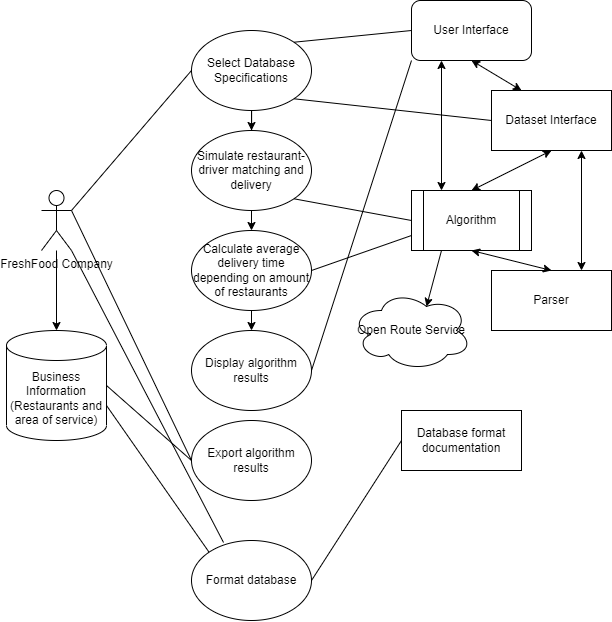 User Interface
Select Database
Specifications
Dataset Interface
Simulate restaurant-
driver matching and
delivery
Algorithm
FreshFood Company
Calculate average
delivery time
depending on amount
of restaurants
Parser
Open Route Service
Display algorithm
results
Business
Information
(Restaurants and
area of service)
Database format
documentation
Export algorithm
results
Format database